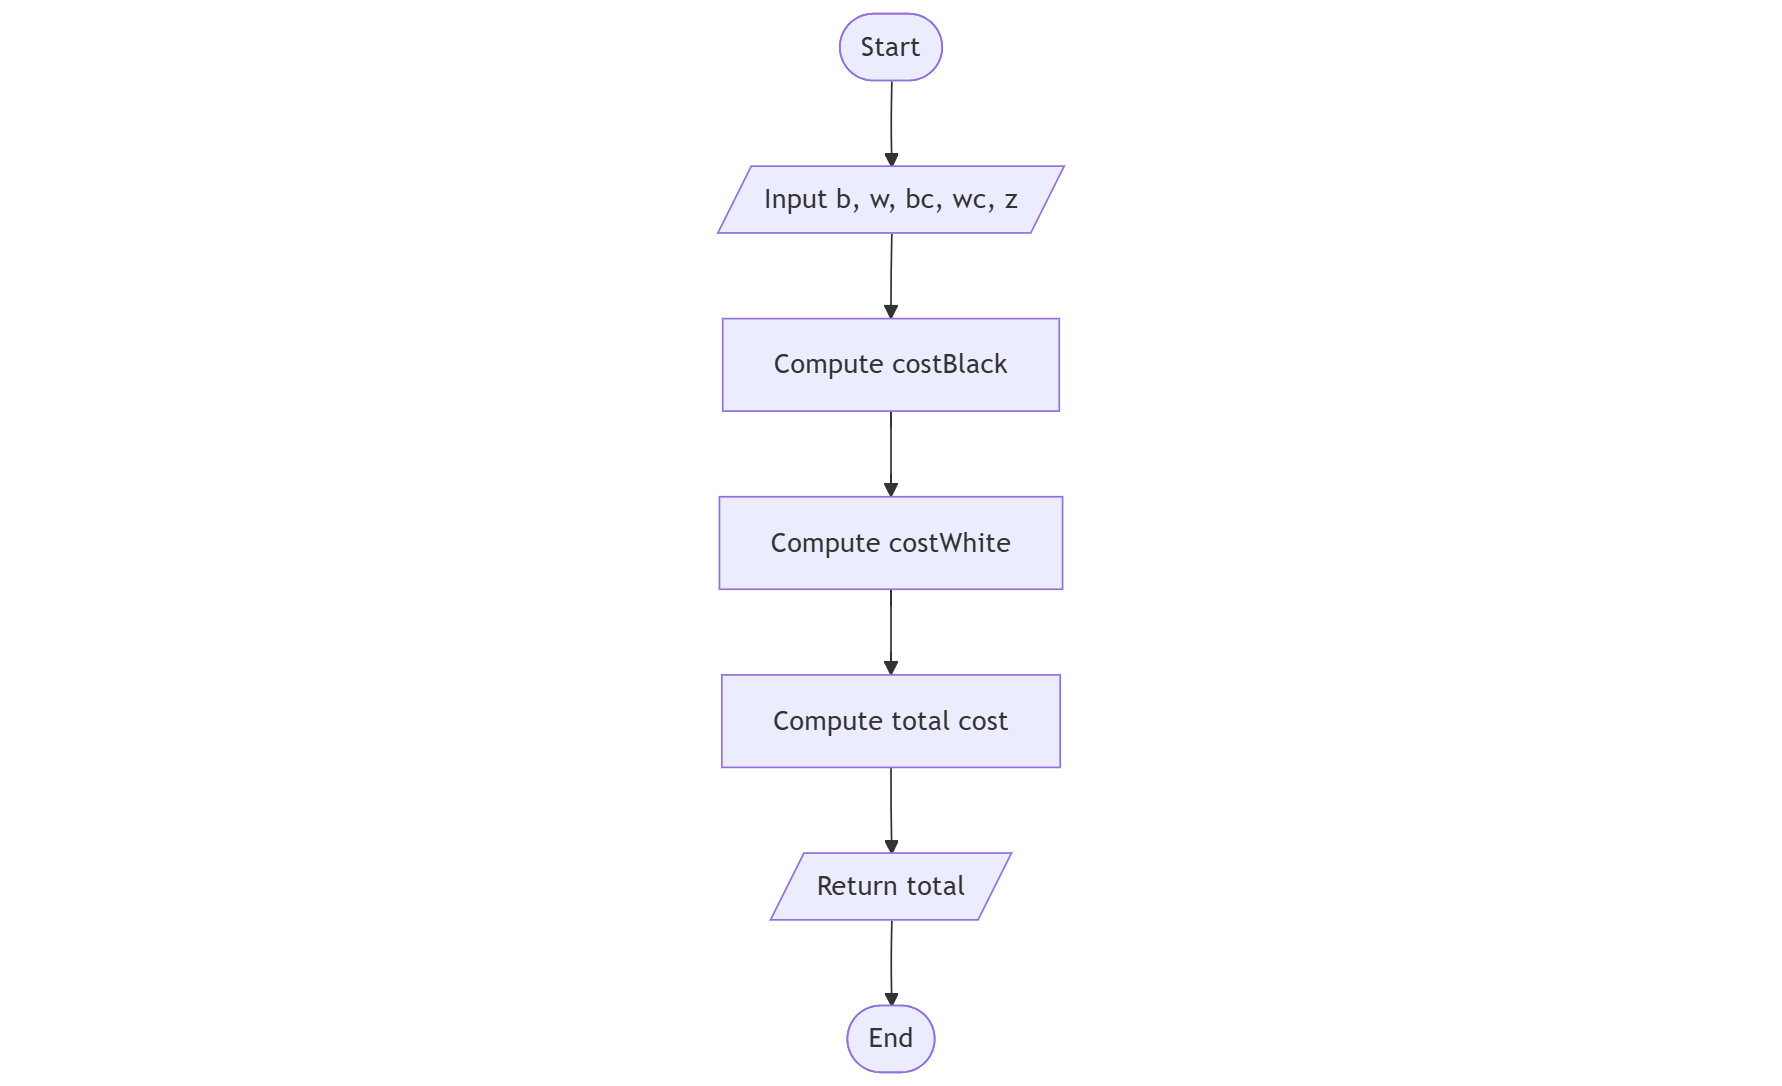 Start
Input b, w, bc, wc, z
Compute costBlack
Compute costWhite
Compute total cost
Return total
End